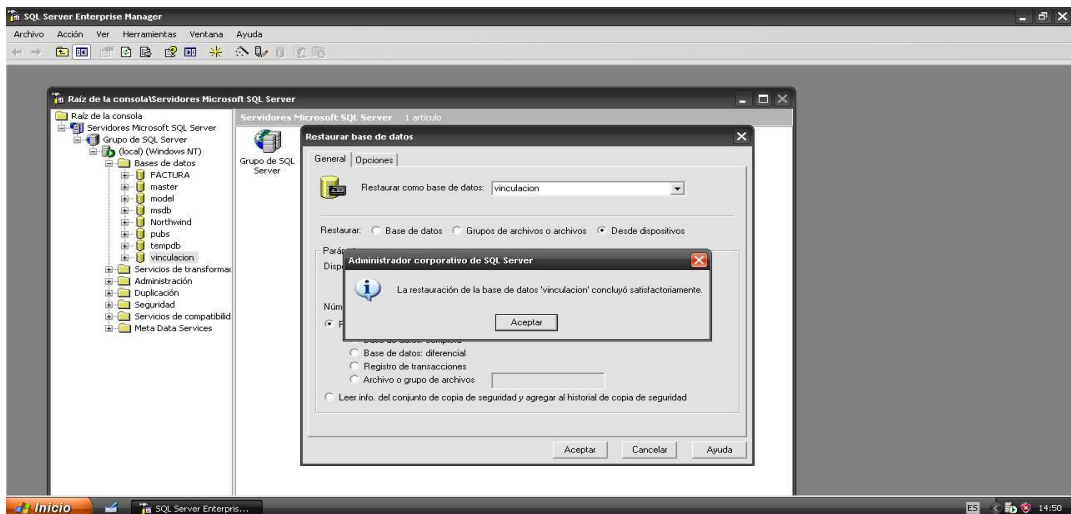 SQL Server Enterprise Manager
Archivo Acción Ver Herramientas Ventana Ayuda
Raíz de la consola\Servidores Microsoft SQL Server
Raíz de la consola
Servidores Microsoft SQL Server
Grupo de SQL Server
(local) (Windows NT)
Bases de datos
FACTURA
master
model
msdb
Northwind
pubs
tempdb
vinculacion
Servicios de transformac
Administración
Duplicación
Seguridad
Servicios de compatibilid
Meta Data Services
Servidores Microsoft SQL Server 1 artículo
Grupo de SQL
Server
Restaurar base de datos
General Opciones
Restaurar como base de datos: vinculacion
Restaurar: Base de datos Grupos de archivos o archivos Desde dispositivos
Administrador corporativo de SQL Server
La restauración de la base de datos 'vinculacion' concluyó satisfactoriamente.
Aceptar
Base de datos: diferencial
Registro de transacciones
Archivo o grupo de archivos
Leer info. del conjunto de copia de seguridad y agregar al historial de copia de seguridad
Aceptar Cancelar Ayuda
Inicio SQL Server Enterpris... ES 14:50